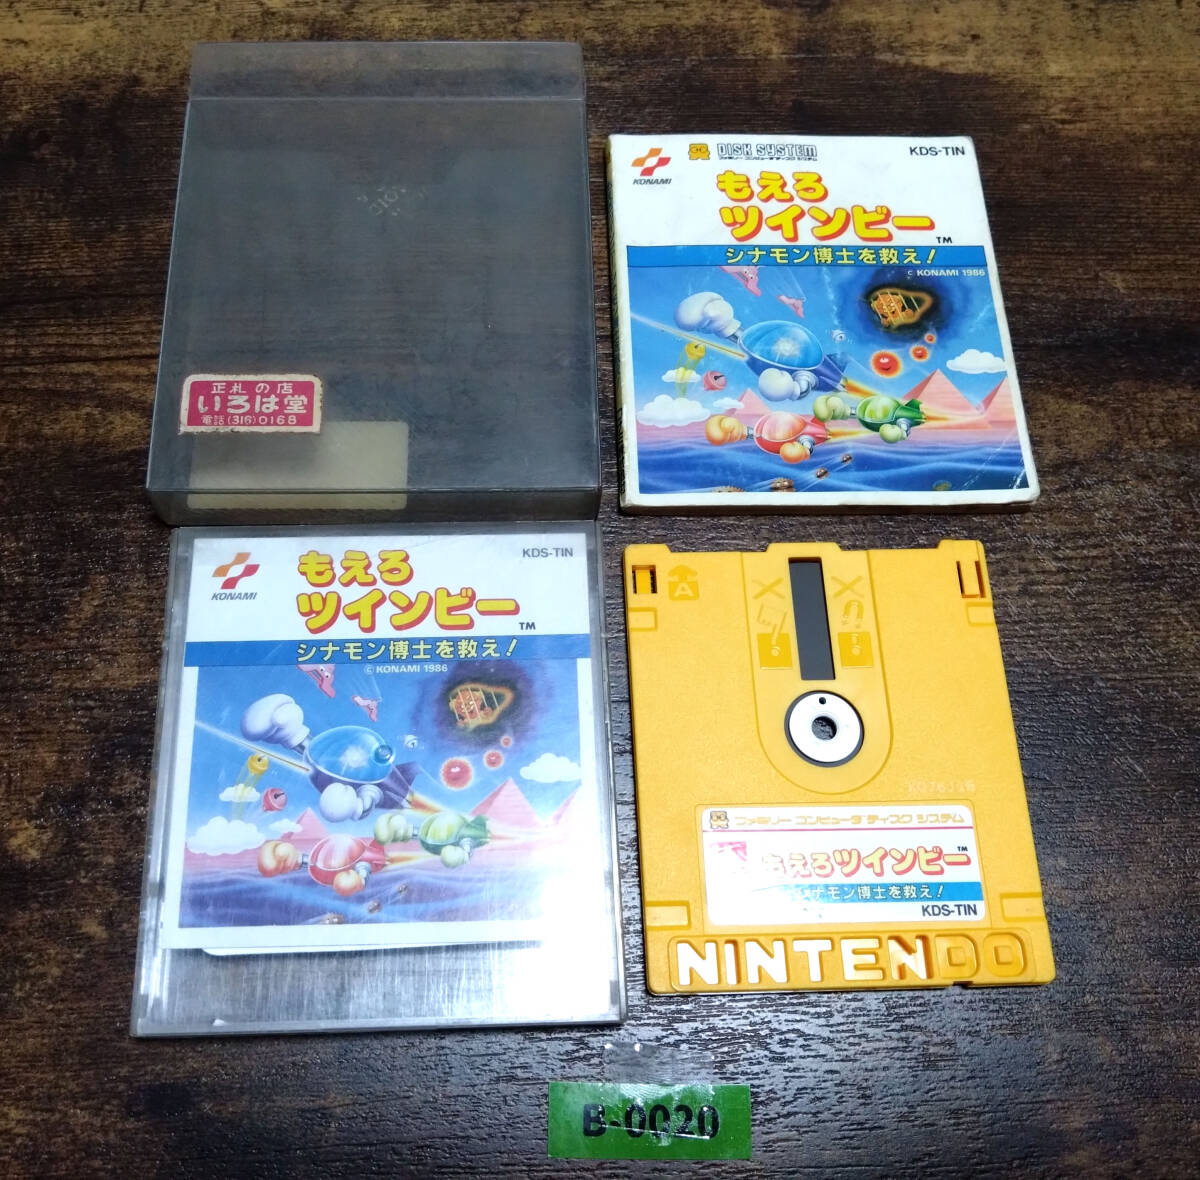 正札の店
いろは堂
電話(316)0168
KONAMI
DISK SYSTEM
ファミリー コンピュータ ディスク システム
KDS-TIN
もえろ
ツインビー
TM
シナモン博士を救え!
© KONAMI 1986
KONAMI
KDS-TIN
もえろ
ツインビー
TM
シナモン博士を救え!
© KONAMI 1986
A
ファミリー コンピュータ ディスク システム
もえろツインビー
TM
シナモン博士を救え!
KDS-TIN
NINTENDO
B-0020